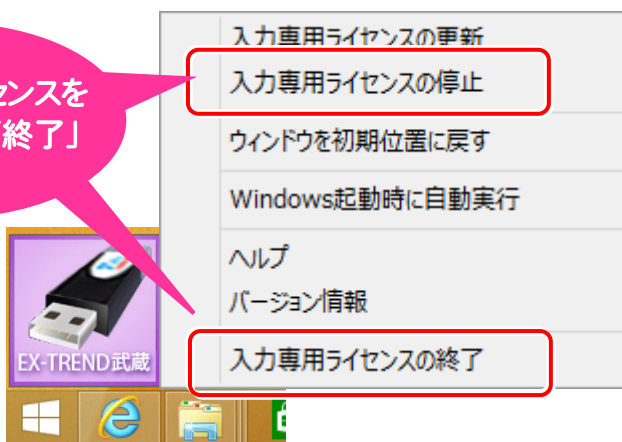 入力専用ライセンスの更新
入力専用ライセンスの停止
センスを
終了」
ウィンドウを初期位置に戻す
Windows起動時に自動実行
ヘルプ
バージョン情報
EX-TREND武蔵
入力専用ライセンスの終了